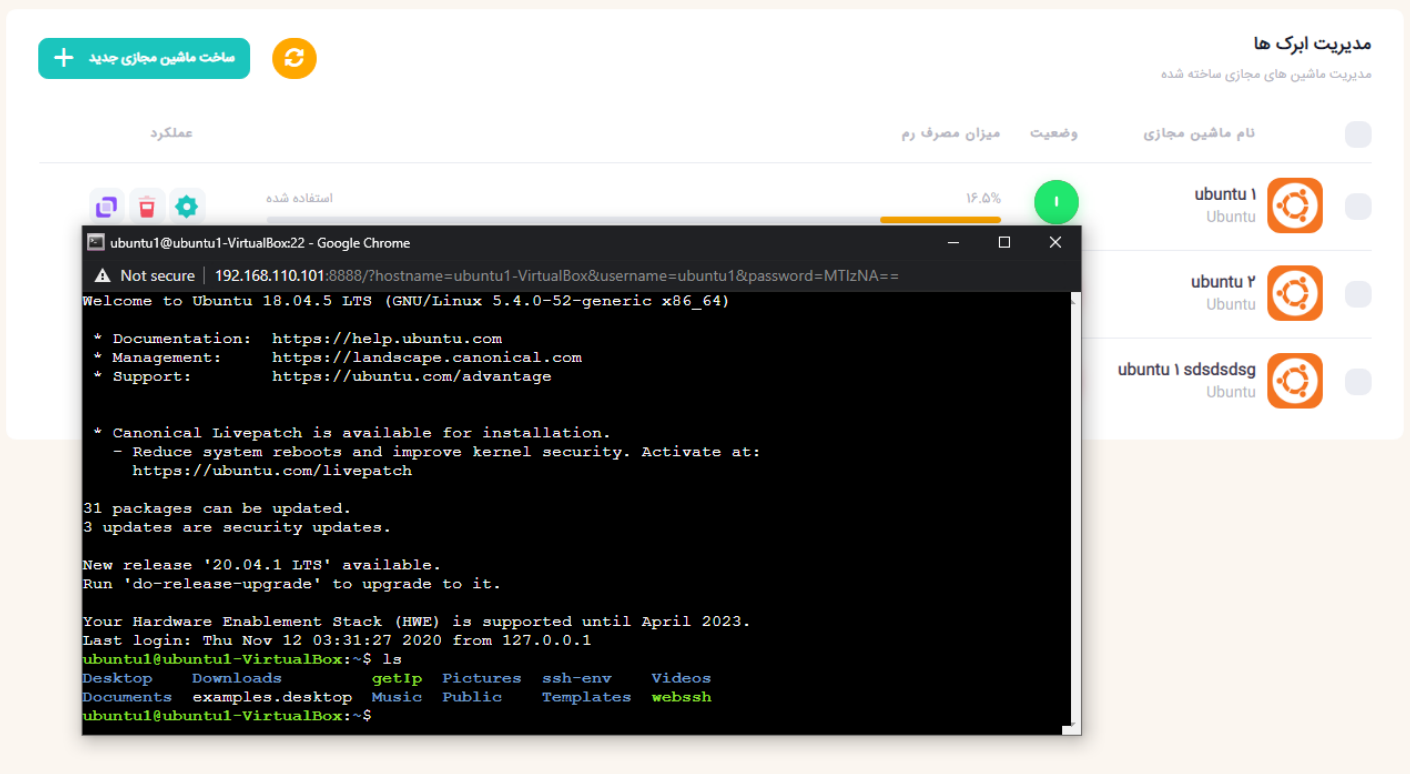 مدیریت ابرک ها
مدیریت ماشین های مجازی ساخته شده
ساخت ماشین مجازی جدید
نام ماشین مجازی
وضعیت
میزان مصرف رم
عملکرد
ubuntu ۱
Ubuntu
۱
۱۶.۵%
استفاده شده
ubuntu ۲
Ubuntu
ubuntu ۱ sdsdsdsg
Ubuntu
ubuntu1@ubuntu1-VirtualBox:22 - Google Chrome
Not secure | 192.168.110.101:8888/?hostname=ubuntu1-VirtualBox&username=ubuntu1&password=MTIzNA==
Welcome to Ubuntu 18.04.5 LTS (GNU/Linux 5.4.0-52-generic x86_64)
* Documentation: https://help.ubuntu.com
* Management: https://landscape.canonical.com
* Support: https://ubuntu.com/advantage
* Canonical Livepatch is available for installation.
- Reduce system reboots and improve kernel security. Activate at:
https://ubuntu.com/livepatch
31 packages can be updated.
3 updates are security updates.
New release '20.04.1 LTS' available.
Run 'do-release-upgrade' to upgrade to it.
Your Hardware Enablement Stack (HWE) is supported until April 2023.
Last login: Thu Nov 12 03:31:27 2020 from 127.0.0.1
ubuntu1@ubuntu1-VirtualBox:~$ ls
Desktop Downloads getIp Pictures ssh-env Videos
Documents examples.desktop Music Public Templates webssh
ubuntu1@ubuntu1-VirtualBox:~$